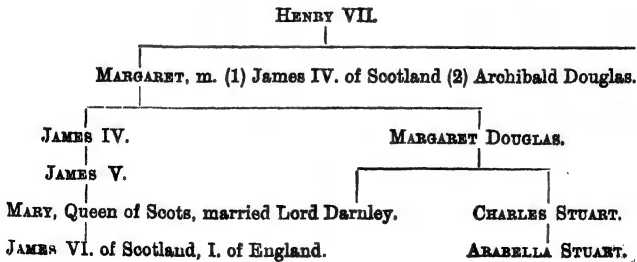 HENRY VII.
MARGARET, m. (1) James IV. of Scotland (2) Archibald Douglas.
JAMES IV. MARGARET DOUGLAS.
JAMES V.
MARY, Queen of Scots, married Lord Darnley. CHARLES STUART.
JAMES VI. of Scotland, I. of England. ARABELLA STUART.